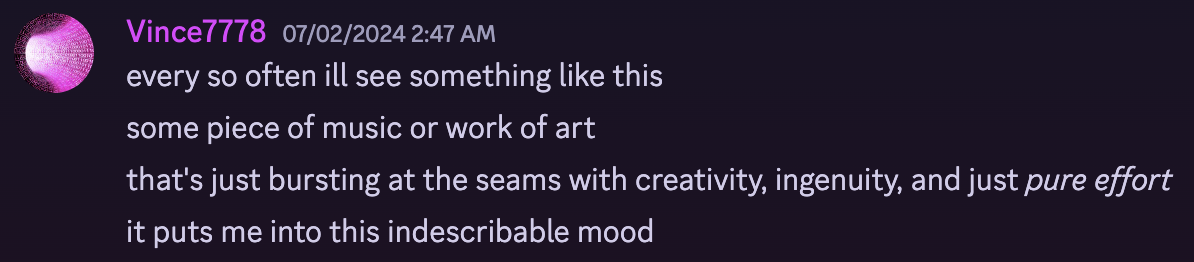 Vince7778 07/02/2024 2:47 AM
every so often ill see something like this
some piece of music or work of art
that's just bursting at the seams with creativity, ingenuity, and just pure effort
it puts me into this indescribable mood